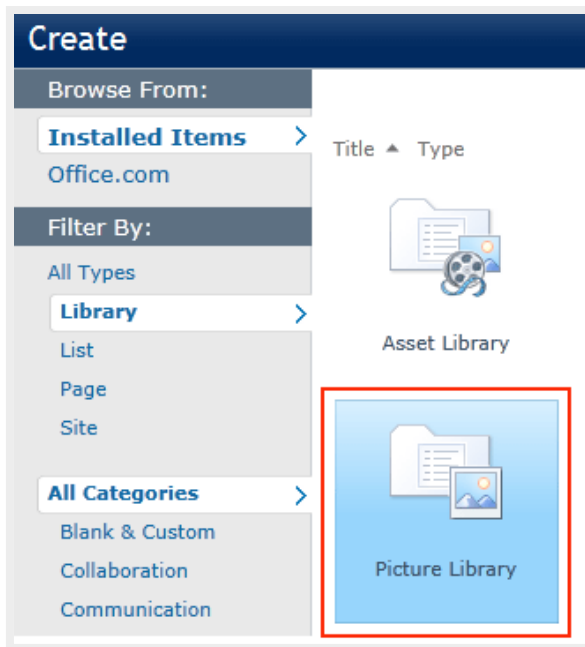 Create
Browse From:
Installed Items
Office.com
Filter By:
All Types
Library
List
Page
Site
All Categories
Blank & Custom
Collaboration
Communication
Title Type
Asset Library
Picture Library